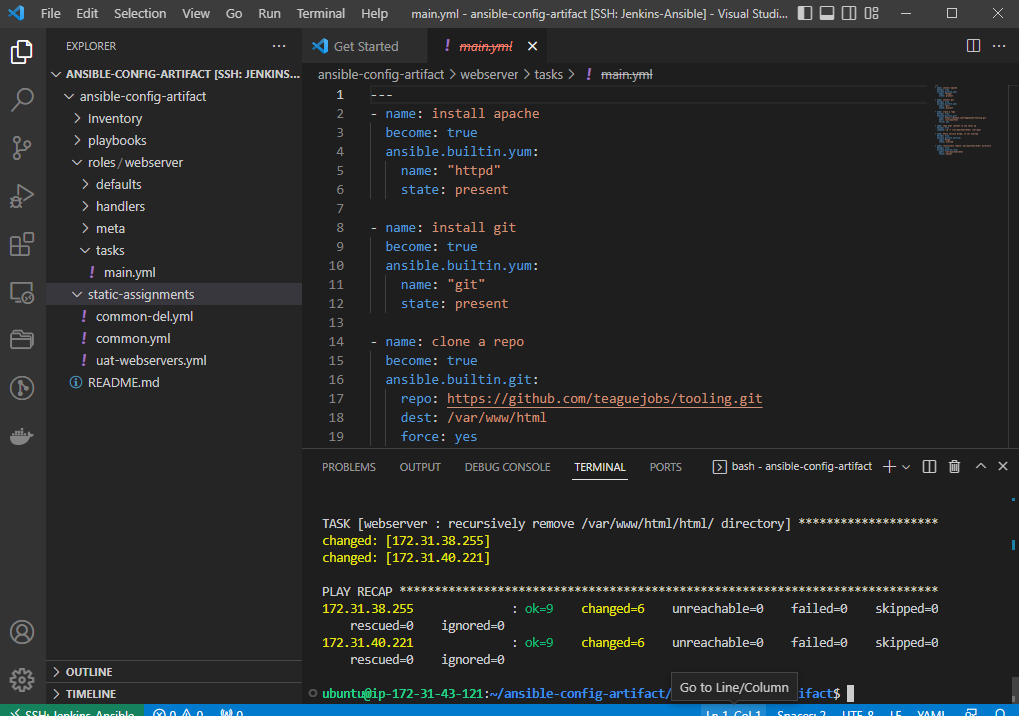 File Edit Selection View Go Run Terminal Help main.yml - ansible-config-artifact [SSH: Jenkins-Ansible] - Visual Studi...
EXPLORER
ANSIBLE-CONFIG-ARTIFACT [SSH: JENKINS...
ansible-config-artifact
Inventory
playbooks
roles/webserver
defaults
handlers
meta
tasks
! main.yml
static-assignments
! common-del.yml
! common.yml
! uat-webservers.yml
README.md
OUTLINE
TIMELINE
Get Started ! main.yml
ansible-config-artifact > webserver > tasks > ! main.yml
1 ---
2 - name: install apache
3 become: true
4 ansible.builtin.yum:
5 name: "httpd"
6 state: present
7
8 - name: install git
9 become: true
10 ansible.builtin.yum:
11 name: "git"
12 state: present
13
14 - name: clone a repo
15 become: true
16 ansible.builtin.git:
17 repo: https://github.com/teaguejobs/tooling.git
18 dest: /var/www/html
19 force: yes
PROBLEMS OUTPUT DEBUG CONSOLE TERMINAL PORTS bash - ansible-config-artifact
TASK [webserver : recursively remove /var/www/html/html/ directory] ********************
changed: [172.31.38.255]
changed: [172.31.40.221]
PLAY RECAP *****************************************************************************
172.31.38.255 : ok=9 changed=6 unreachable=0 failed=0 skipped=0
rescued=0 ignored=0
172.31.40.221 : ok=9 changed=6 unreachable=0 failed=0 skipped=0
rescued=0 ignored=0
ubuntu@ip-172-31-43-121:~/ansible-config-artifact/ ifact$
Go to Line/Column
SSH: Jenkins-Ansible 0 0 0 Ln 1, Col 1 Spaces: 2 UTF-8 LF YAML